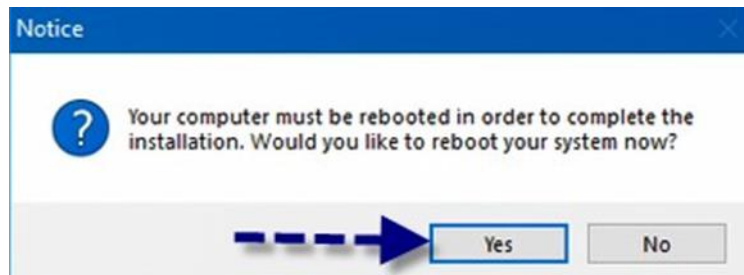 Notice
Your computer must be rebooted in order to complete the
installation. Would you like to reboot your system now?
Yes
No